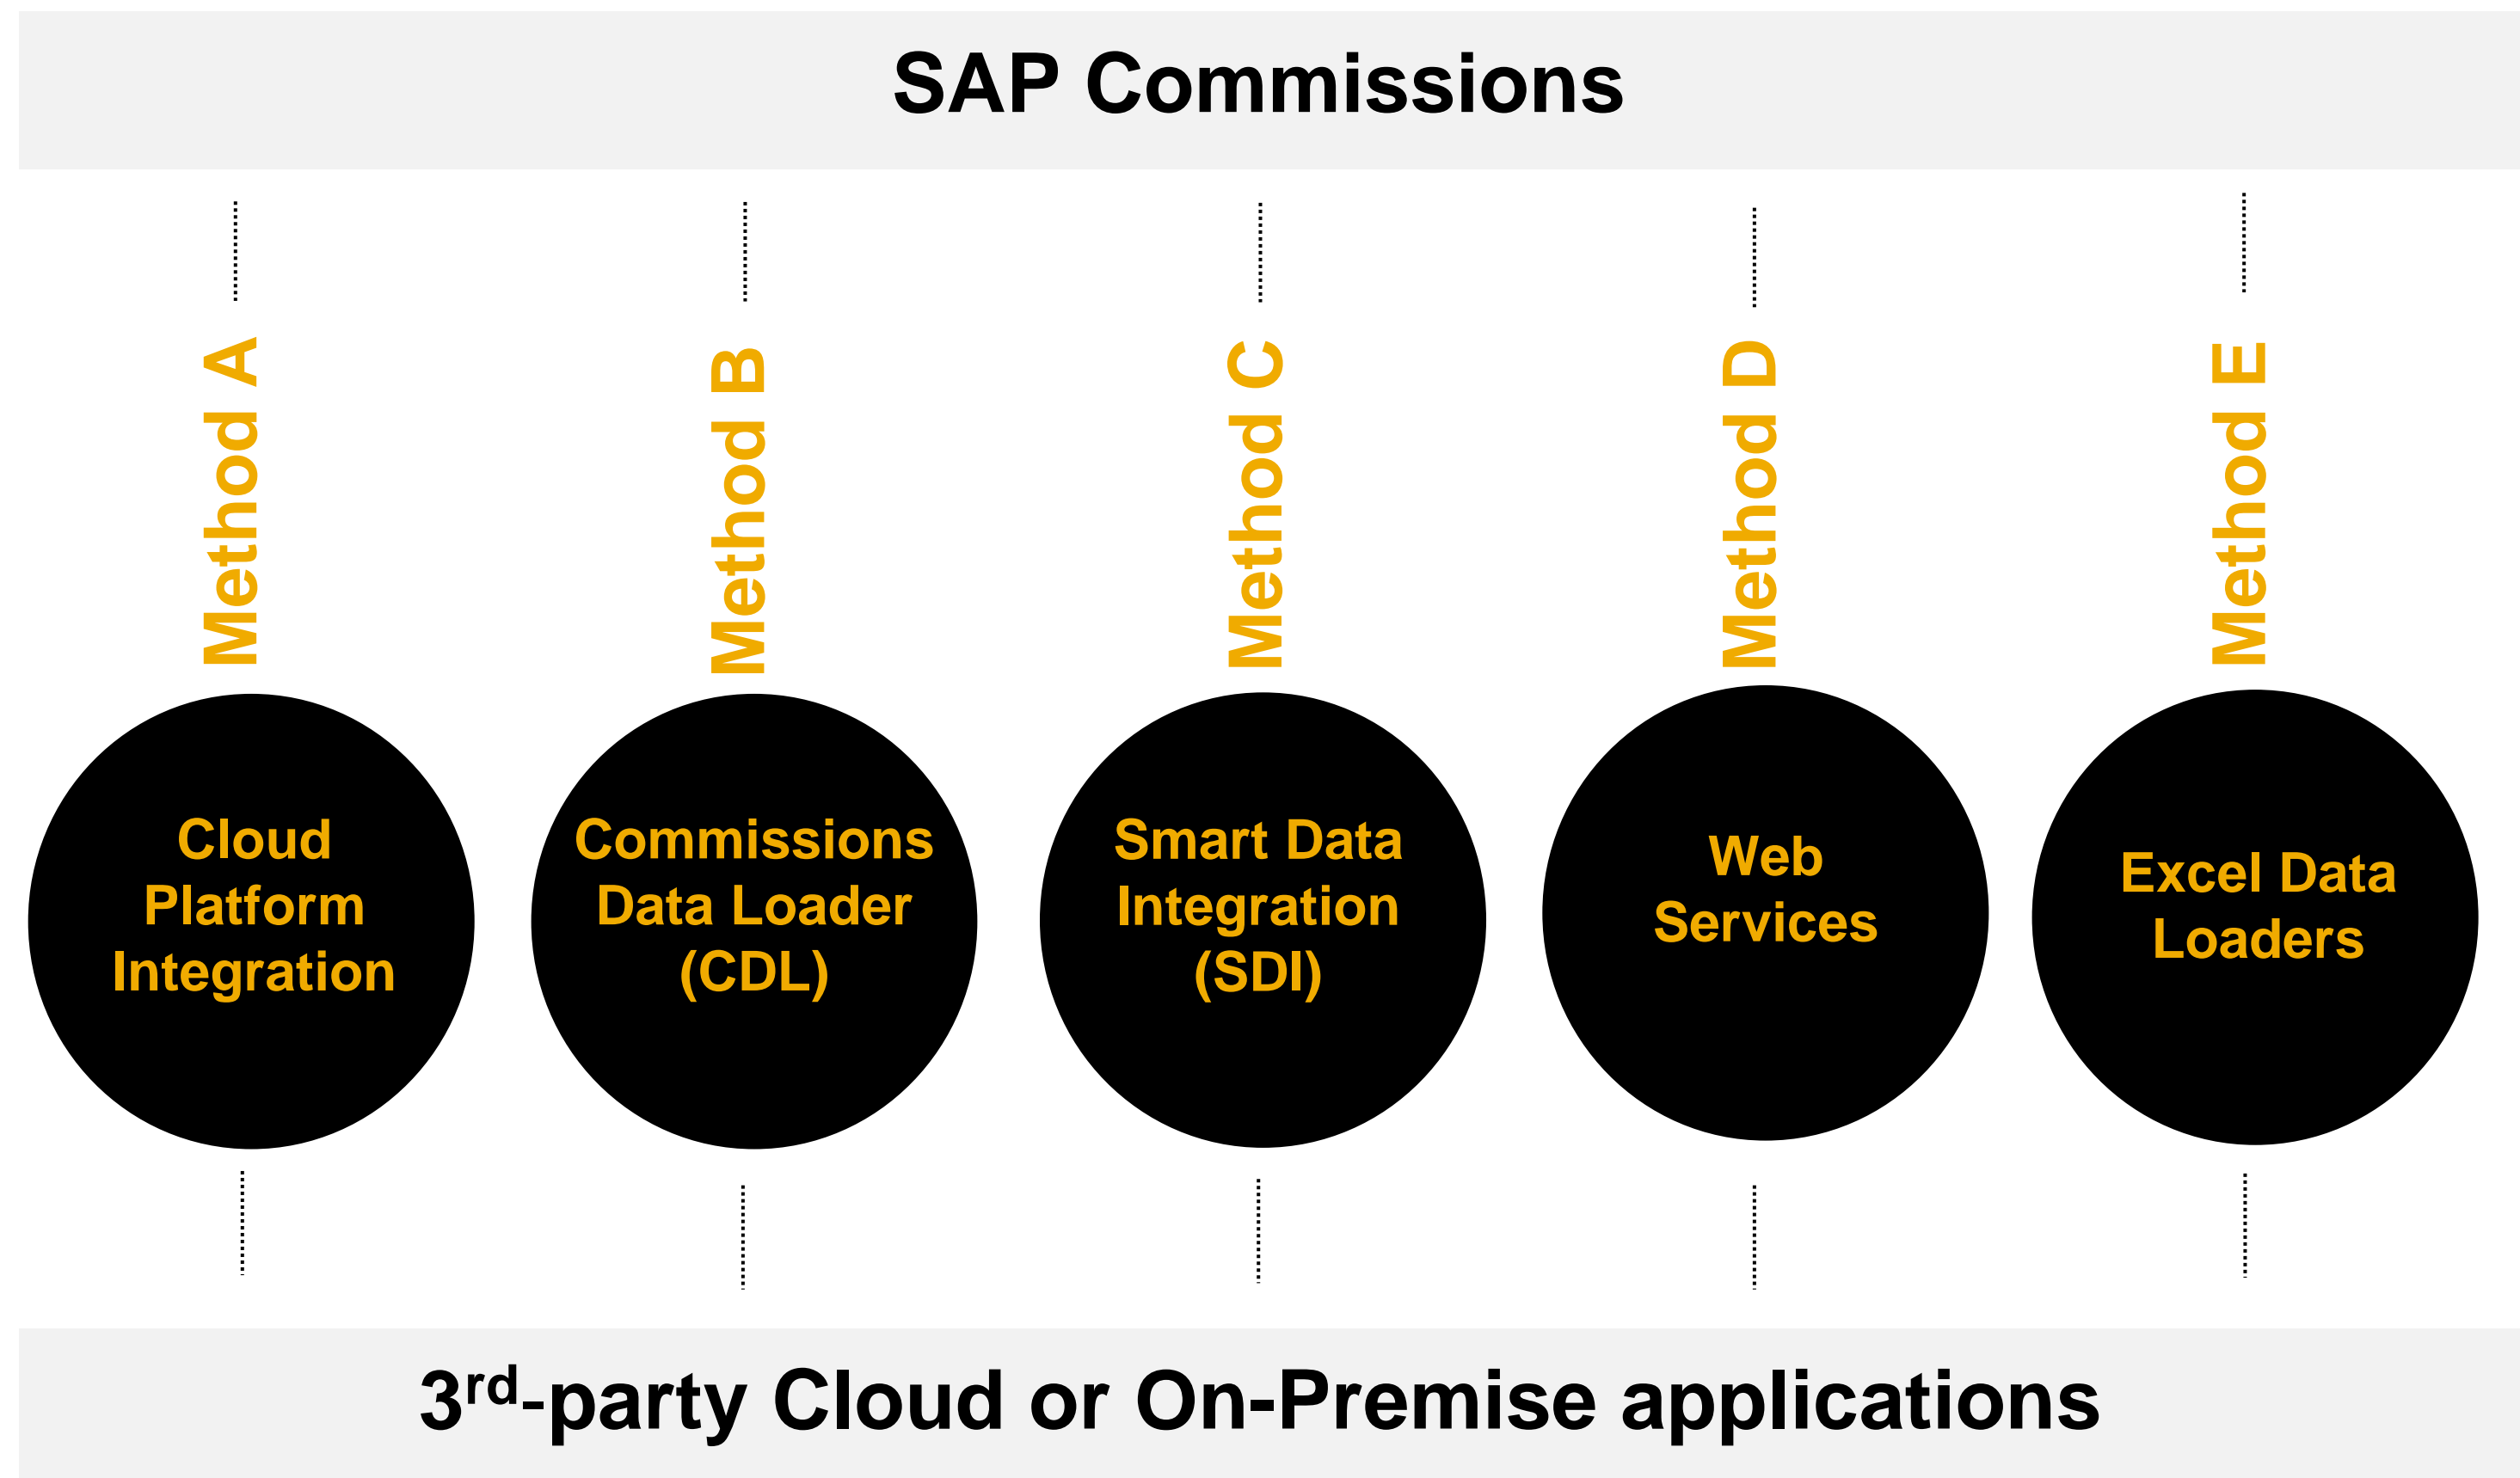 SAP Commissions
Method A
Method B
Method C
Method D
Method E
Cloud
Platform
Integration
Commissions
Data Loader
(CDL)
Smart Data
Integration
(SDI)
Web
Services
Excel Data
Loaders
3rd-party Cloud or On-Premise applications